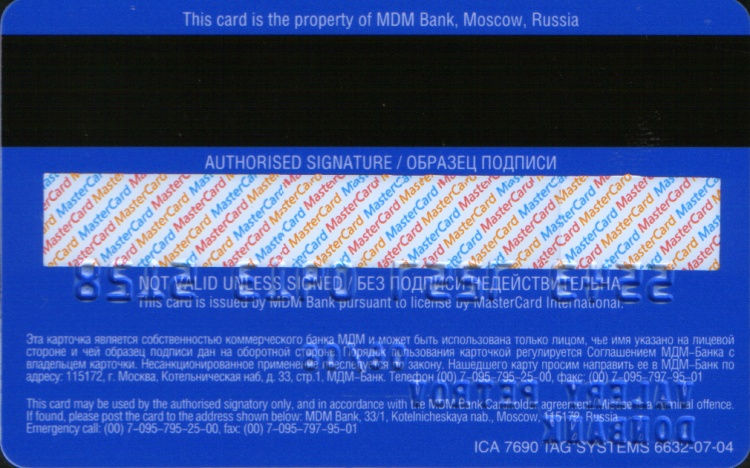 This card is the property of MDM Bank, Moscow, Russia
AUTHORISED SIGNATURE / ОБРАЗЕЦ ПОДПИСИ
MasterCard MasterCard MasterCard MasterCard
NOT VALID UNLESS SIGNED / БЕЗ ПОДПИСИ НЕДЕЙСТВИТЕЛЬНА
This card is issued by MDM Bank pursuant to license by MasterCard International.
Эта карточка является собственностью коммерческого банка МДМ и может быть использована только лицом, чье имя указано на лицевой
стороне и чей образец подписи дан на оборотной стороне. Порядок пользования карточкой регулируется Соглашением МДМ–Банка с
владельцем карточки. Несанкционированное применение преследуется по закону. Нашедшего карту просим направить ее в МДМ–Банк по
адресу: 115172, г. Москва, Котельническая наб. д. 33, стр.1. МДМ–Банк. Телефон (00) 7–095–795–25–00, факс: (00) 7–095–797–95–01
This card may be used by the authorised signatory only, and in accordance with the MDM Bank Cardholder agreement. Misuse is a criminal offence.
If found, please post the card to the address shown below: MDM Bank, 33/1, Kotelnicheskaya nab., Moscow, 115172, Russia
Emergency call: (00) 7–095–795–25–00, fax: (00) 7–095–797–95–01
ICA 7690 TAG SYSTEMS 6632-07-04